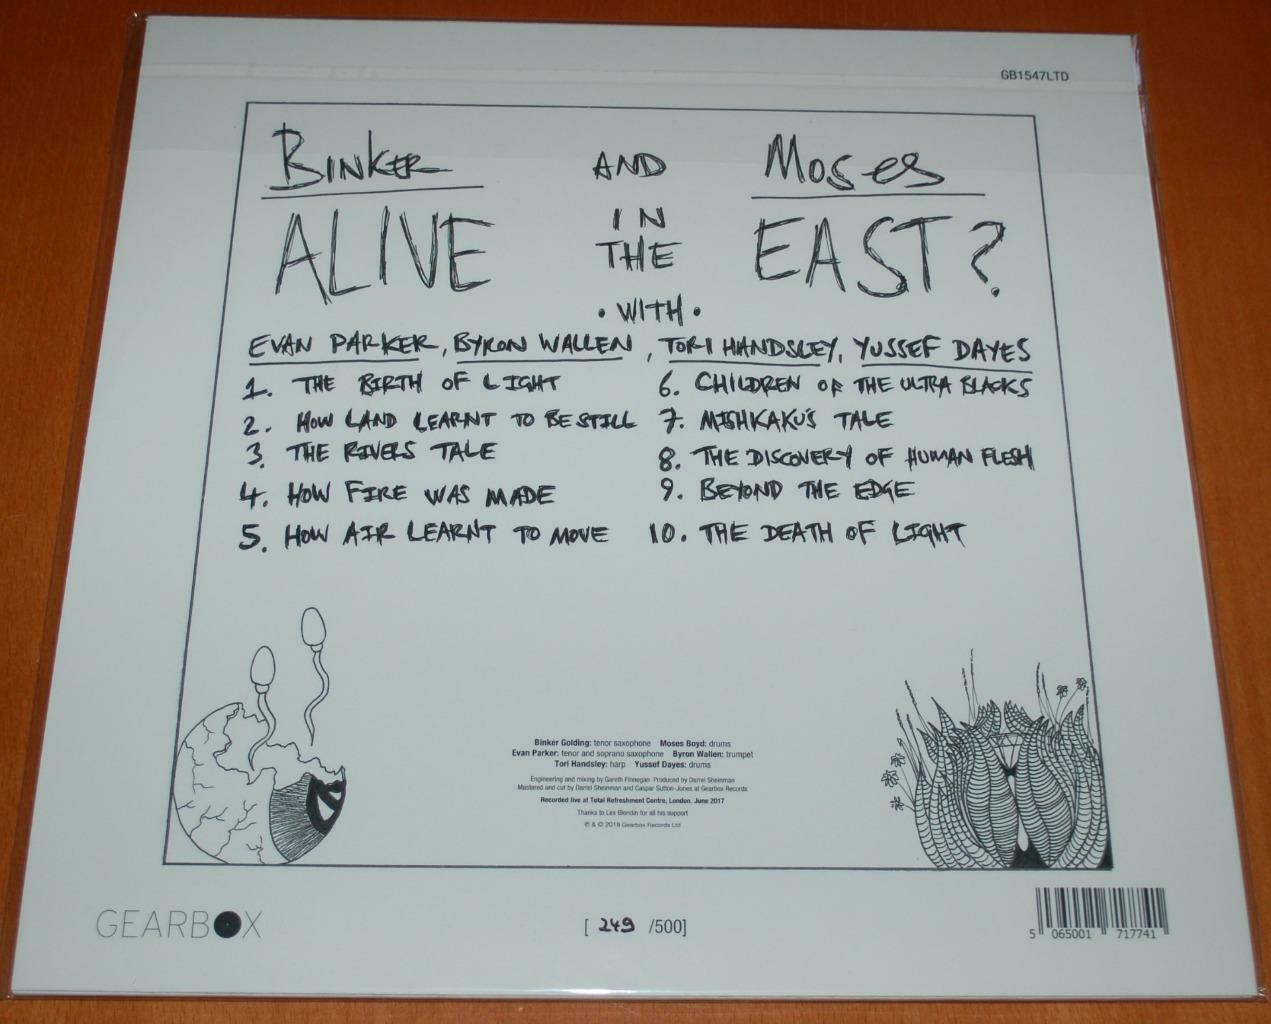 GB1547LTD
BINKER AND MOSES
ALIVE IN THE EAST?
• WITH •
EVAN PARKER, BYRON WALLEN, TORI HANDSLEY, YUSSEF DAYES
1. THE BIRTH OF LIGHT
2. HOW LAND LEARNT TO BE STILL
3. THE RIVERS TALE
4. HOW FIRE WAS MADE
5. HOW AIR LEARNT TO MOVE
6. CHILDREN OF THE ULTRA BLACKS
7. MISHKAKU'S TALE
8. THE DISCOVERY OF HUMAN FLESH
9. BEYOND THE EDGE
10. THE DEATH OF LIGHT
Binker Golding: tenor saxophone Moses Boyd: drums
Evan Parker: tenor and soprano saxophone Byron Wallen: trumpet
Tori Handsley: harp Yussef Dayes: drums
Engineering and mixing by Gareth Finnegan Produced by Darrel Sheinman
Mastered and cut by Darrel Sheinman and Caspar Sutton-Jones at Gearbox Records
Recorded live at Total Refreshment Centre, London. June 2017
Thanks to Lex Blondin for all his support
℗ & © 2018 Gearbox Records Ltd
GEARBOX
[ 249 /500]
5 065001 717741